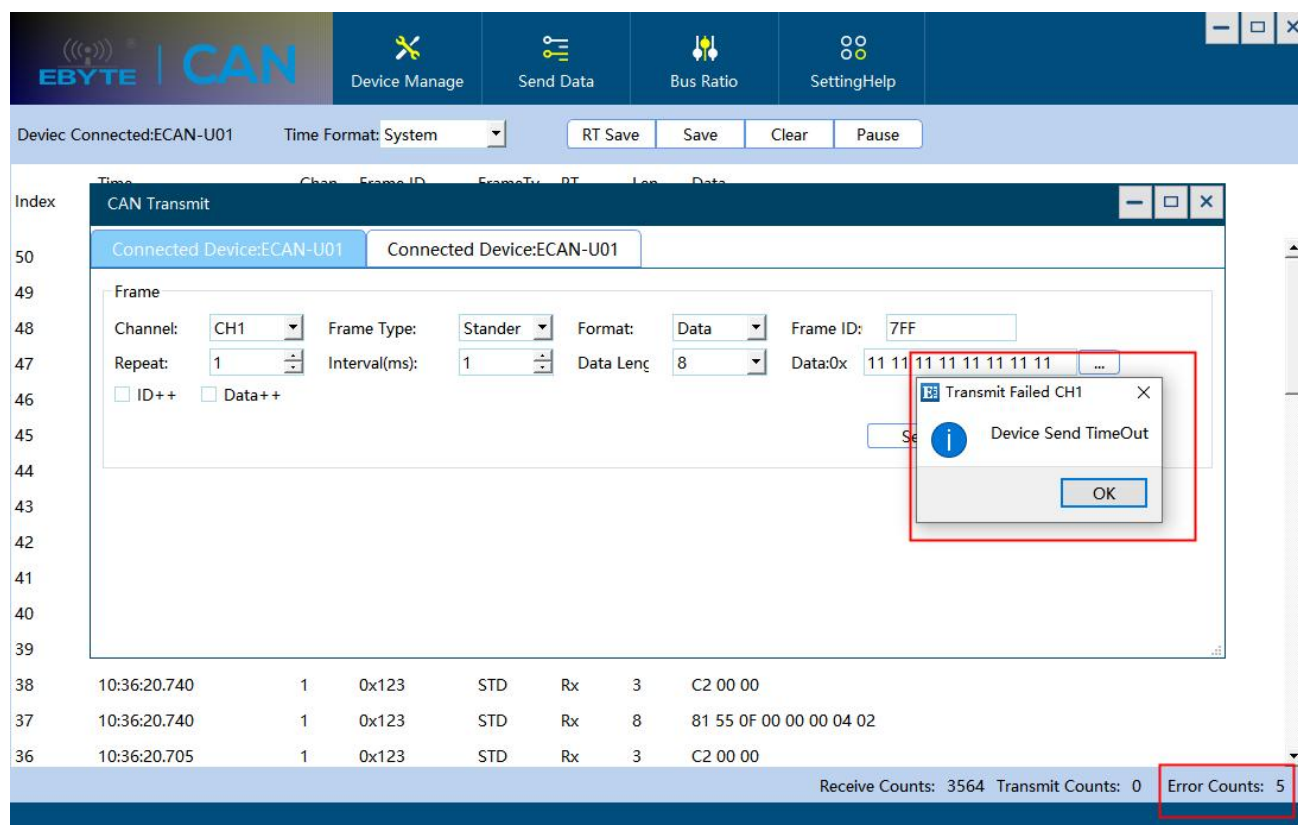 EBYTE | CAN
Device Manage Send Data Bus Ratio SettingHelp
Deviec Connected:ECAN-U01 Time Format: System RT Save Save Clear Pause
Index
CAN Transmit
Connected Device:ECAN-U01 Connected Device:ECAN-U01
50
49 Frame
48 Channel: CH1 Frame Type: Stander Format: Data Frame ID: 7FF
47 Repeat: 1 Interval(ms): 1 Data Leng 8 Data:0x 11 11 11 11 11 11 11 11 ...
46 ID++ Data++
Transmit Failed CH1
45
Device Send TimeOut
44
OK
43
42
41
40
39
38 10:36:20.740 1 0x123 STD Rx 3 C2 00 00
37 10:36:20.740 1 0x123 STD Rx 8 81 55 0F 00 00 00 04 02
36 10:36:20.705 1 0x123 STD Rx 3 C2 00 00
Receive Counts: 3564 Transmit Counts: 0 Error Counts: 5